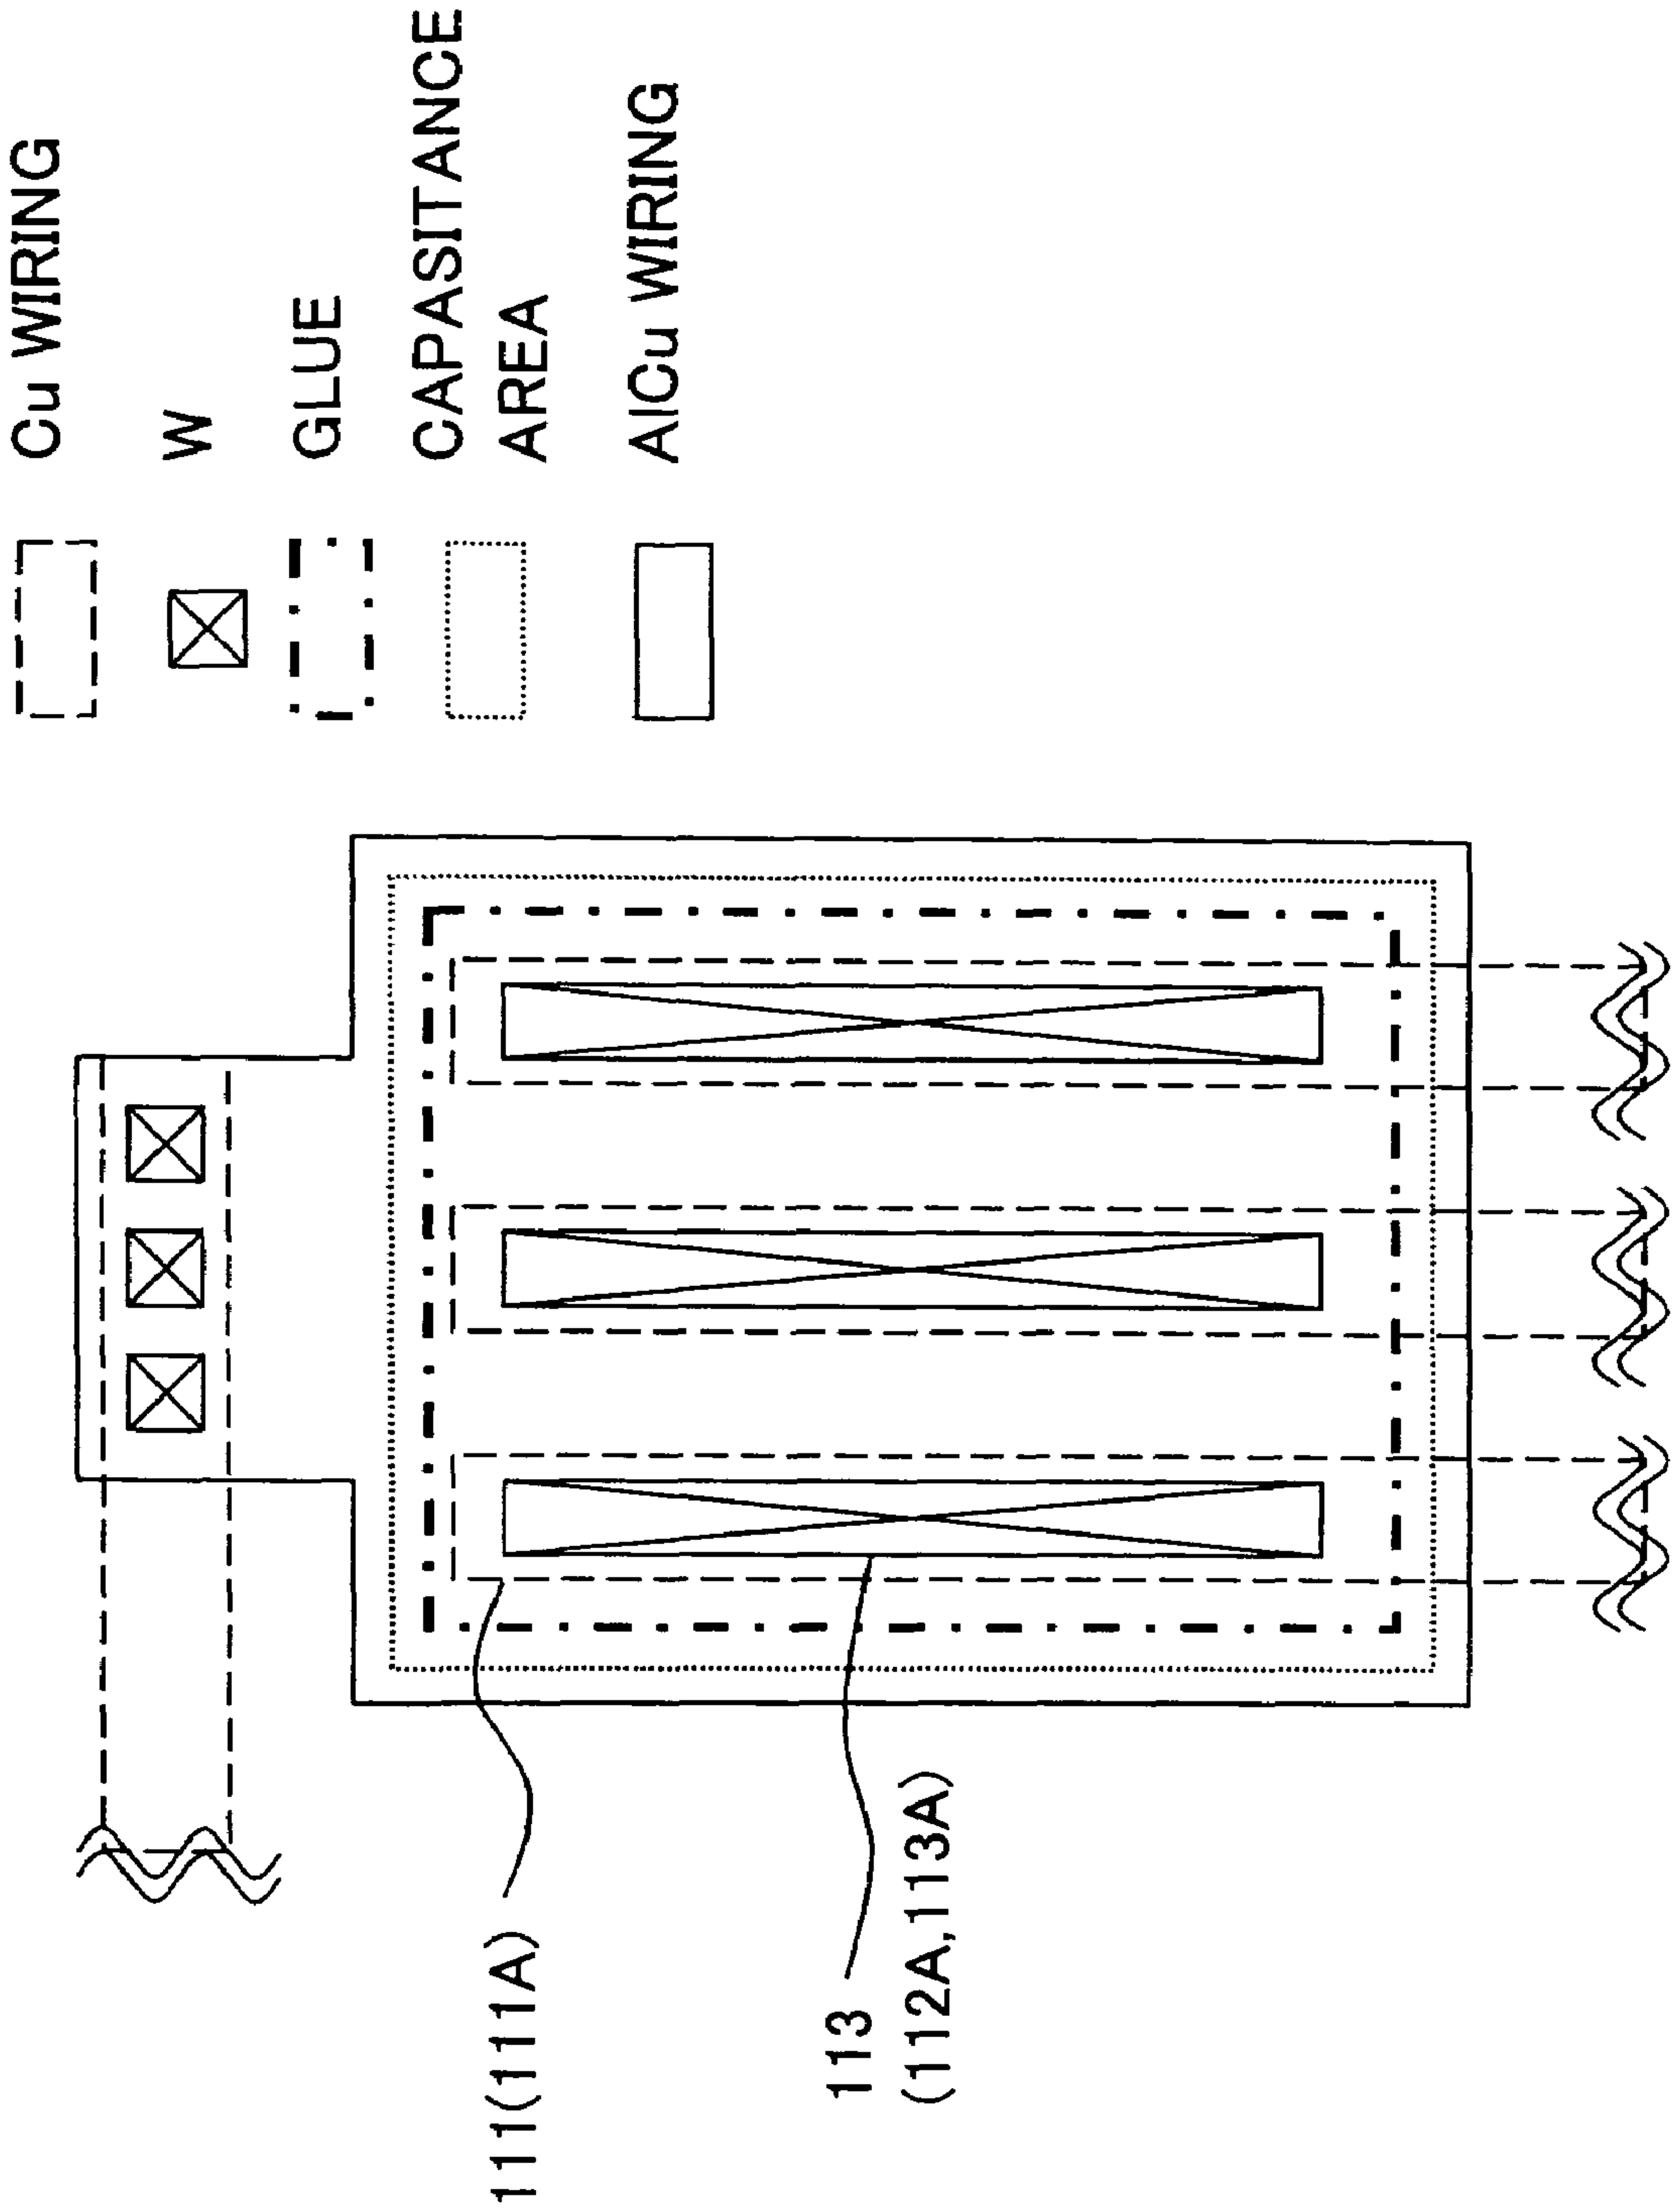 Cu WIRING
W
GLUE
CAPASITANCE
AREA
AlCu WIRING
111(111A)
113
(112A,113A)